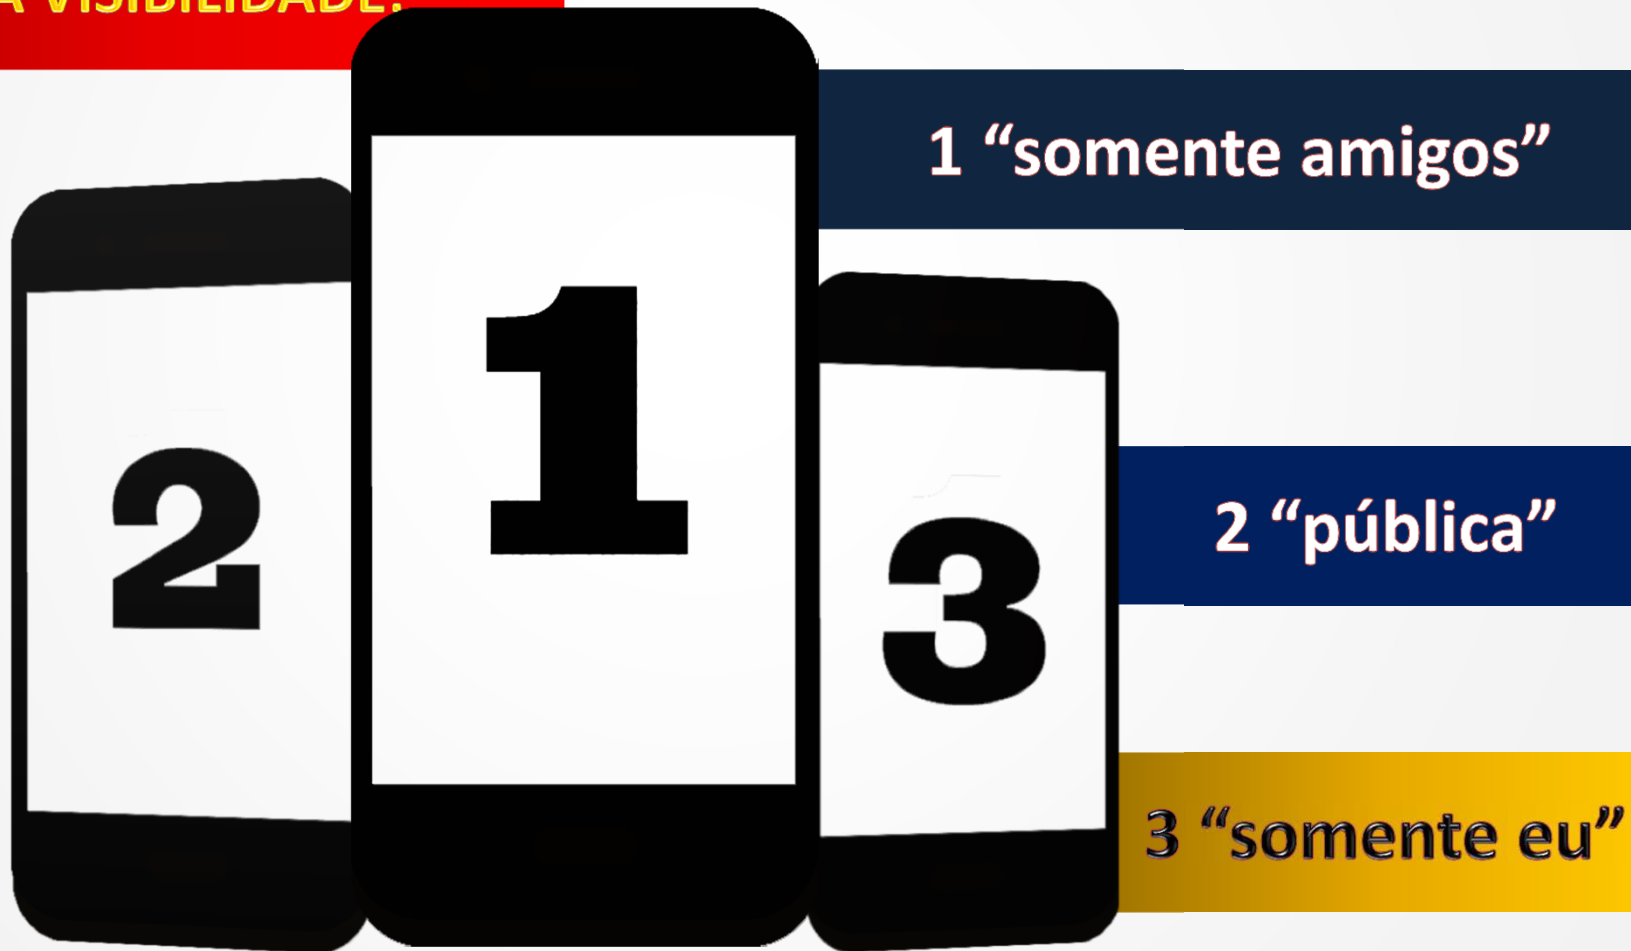 A VISIBILIDADE:
1 “somente amigos”
2
1
3
2 “pública”
3 “somente eu”